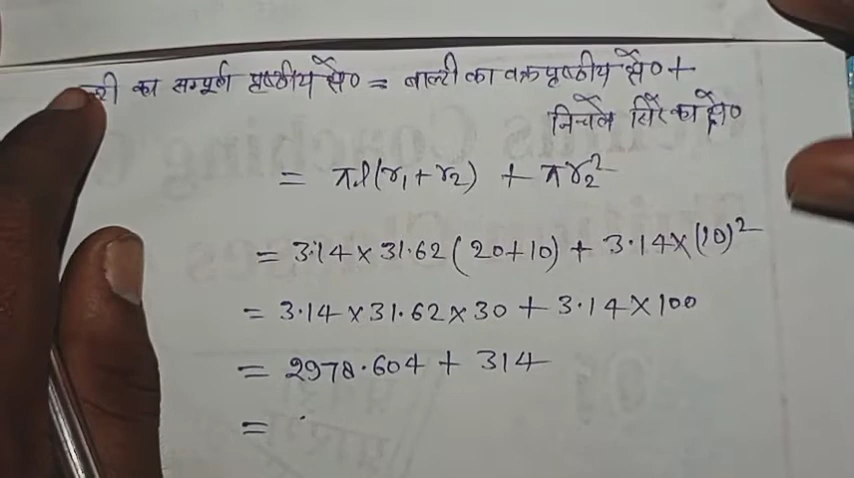 का सम्पूर्ण पृष्ठीय क्षे० = बाल्टी का वक्र पृष्ठीय क्षे० +
निचले सिरे का क्षे०
= πl(r₁ + r₂) + πr₂²
= 3.14 × 31.62 (20+10) + 3.14 × (10)²
= 3.14 × 31.62 × 30 + 3.14 × 100
= 2978.604 + 314
=